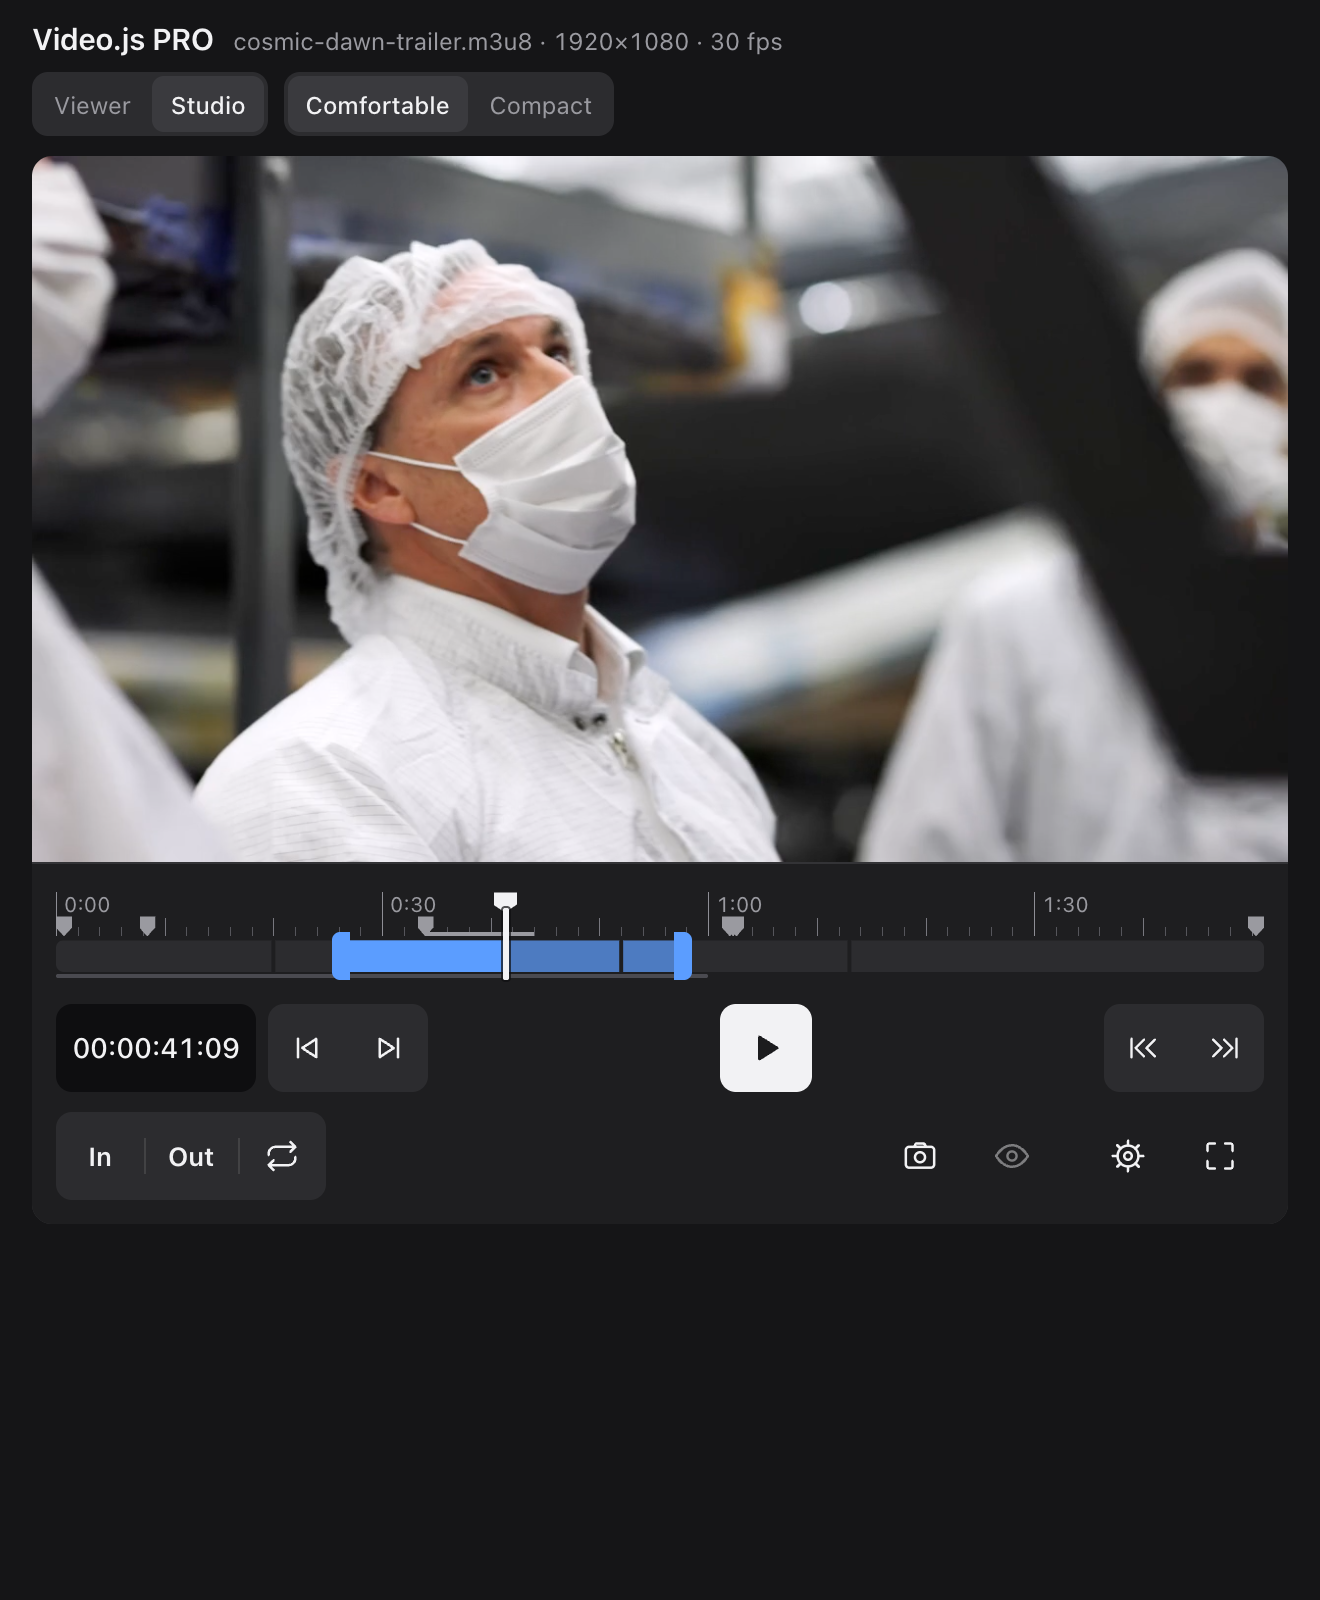 Video.js PRO cosmic-dawn-trailer.m3u8 · 1920×1080 · 30 fps
Viewer Studio Comfortable Compact
0:00 0:30 1:00 1:30
00:00:41:09
In Out